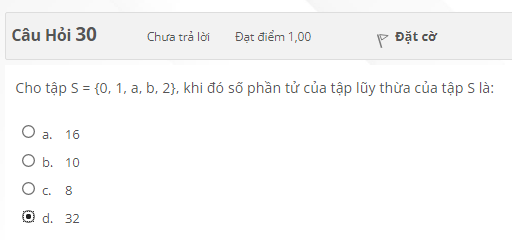 Câu Hỏi 30 Chưa trả lời Đạt điểm 1,00 Đặt cờ
Cho tập S = {0, 1, a, b, 2}, khi đó số phần tử của tập lũy thừa của tập S là:
a. 16
b. 10
c. 8
d. 32